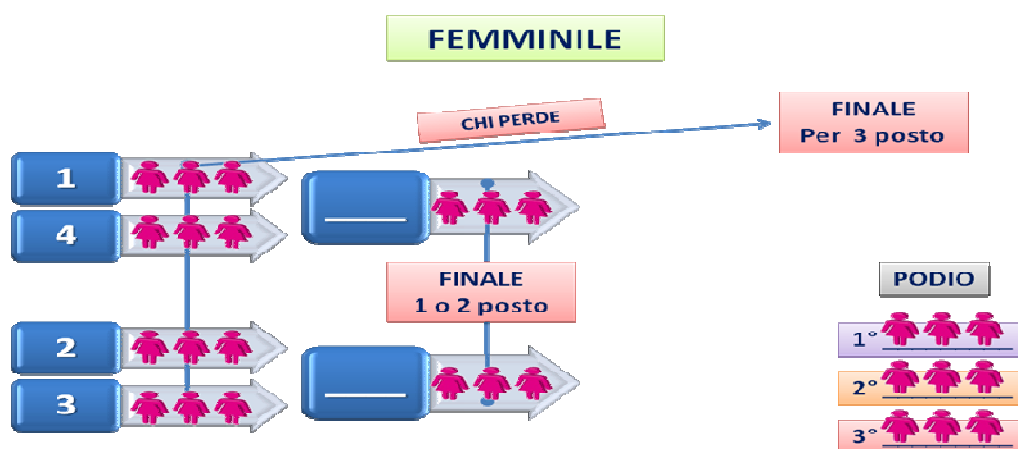 FEMMINILE
CHI PERDE
FINALE
Per 3 posto
1
4
FINALE
1 o 2 posto
2
3
PODIO
1°
2°
3°